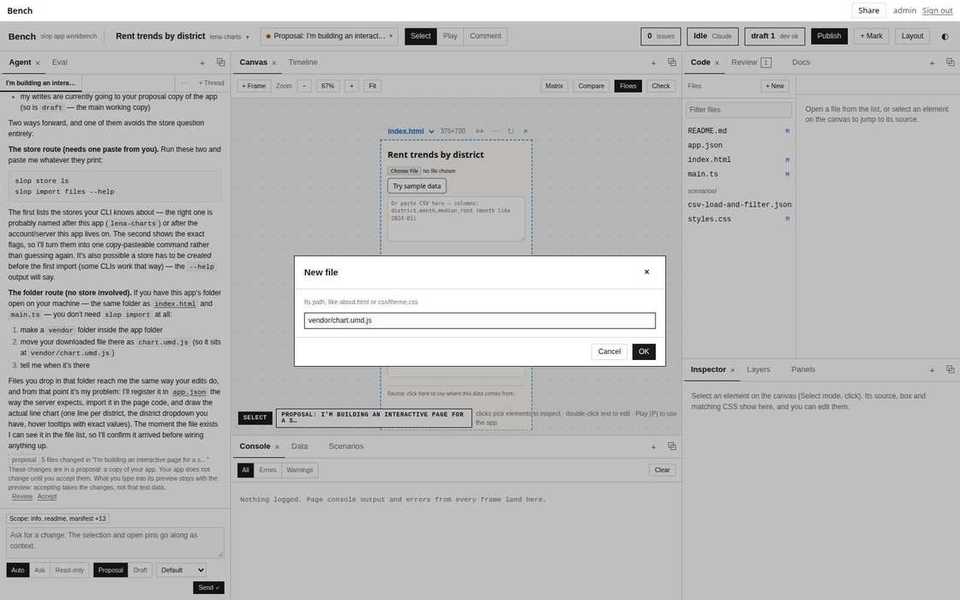 Bench
Share
admin
Sign out
Bench
slop app workbench
Rent trends by district
lena-charts
Proposal: I'm building an interact…
Select
Play
Comment
0 issues
Idle Claude
draft 1 dev ok
Publish
+ Mark
Layout
Agent
Eval
I'm building an intera…
+ Thread
my writes are currently going to your proposal copy of the app
(so is draft — the main working copy)
Two ways forward, and one of them avoids the store question
entirely:
The store route (needs one paste from you). Run these two and
paste me whatever they print:
slop store ls
slop import files --help
The first lists the stores your CLI knows about — the right one is
probably named after this app ( lena-charts ) or after the
account/server this app lives on. The second shows the exact
flags, so I'll turn them into one copy-pasteable command rather
than guessing again. It's also possible a store has to be created
before the first import (some CLIs work that way) — the --help
output will say.
The folder route (no store involved). If you have this app's folder
open on your machine — the same folder as index.html and
main.ts — you don't need slop import at all:
1. make a vendor folder inside the app folder
2. move your downloaded file there as chart.umd.js (so it sits
at vendor/chart.umd.js )
3. tell me when it's there
Files you drop in that folder reach me the same way your edits do,
and from that point it's my problem: I'll register it in app.json the
way the server expects, import it in the page code, and draw the
actual line chart (one line per district, the district dropdown you
have, hover tooltips with exact values). The moment the file exists
I can see it in the file list, so I'll confirm it arrived before wiring
anything up.
proposal · 5 files changed in "I'm building an interactive page for a s…"
These changes are in a proposal: a copy of your app. Your app does not
change until you accept them. What you type into its preview stays with the
preview: accepting takes the changes, not that test data.
Review Accept
Scope: info, readme, manifest +13
Ask for a change. The selection and open pins go along as
context.
Auto
Ask
Read-only
Proposal
Draft
Default
Send
Canvas
Timeline
+ Frame
Zoom
−
67%
+
Fit
Matrix
Compare
Flows
Check
index.html
375×700
Rent trends by district
Choose File No file chosen
Try sample data
Or paste CSV here — columns:
district,month,median_rent (month like
2024-01)
New file
Its path, like about.html or css/theme.css
vendor/chart.umd.js
Cancel
OK
Source: click here to say where this data comes from.
SELECT
PROPOSAL: I'M BUILDING AN INTERACTIVE PAGE FOR
A S…
clicks pick elements to inspect · double-click text to edit · Play (P) to use
the app
Console
Data
Scenarios
All
Errors
Warnings
Clear
Nothing logged. Page console output and errors from every frame land here.
Code
Review 1
Docs
Files
+ New
Filter files
README.md M
app.json
index.html M
main.ts M
scenarios/
csv-load-and-filter.json
styles.css M
Open a file from the list, or select an element
on the canvas to jump to its source.
Inspector
Layers
Panels
Select an element on the canvas (Select mode, click). Its source, box and
matching CSS show here, and you can edit them.